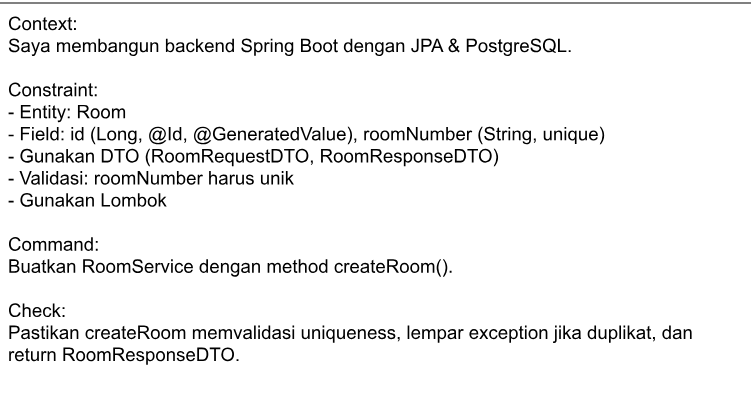 Context:
Saya membangun backend Spring Boot dengan JPA & PostgreSQL.
Constraint:
- Entity: Room
- Field: id (Long, @Id, @GeneratedValue), roomNumber (String, unique)
- Gunakan DTO (RoomRequestDTO, RoomResponseDTO)
- Validasi: roomNumber harus unik
- Gunakan Lombok
Command:
Buatkan RoomService dengan method createRoom().
Check:
Pastikan createRoom memvalidasi uniqueness, lempar exception jika duplikat, dan
return RoomResponseDTO.